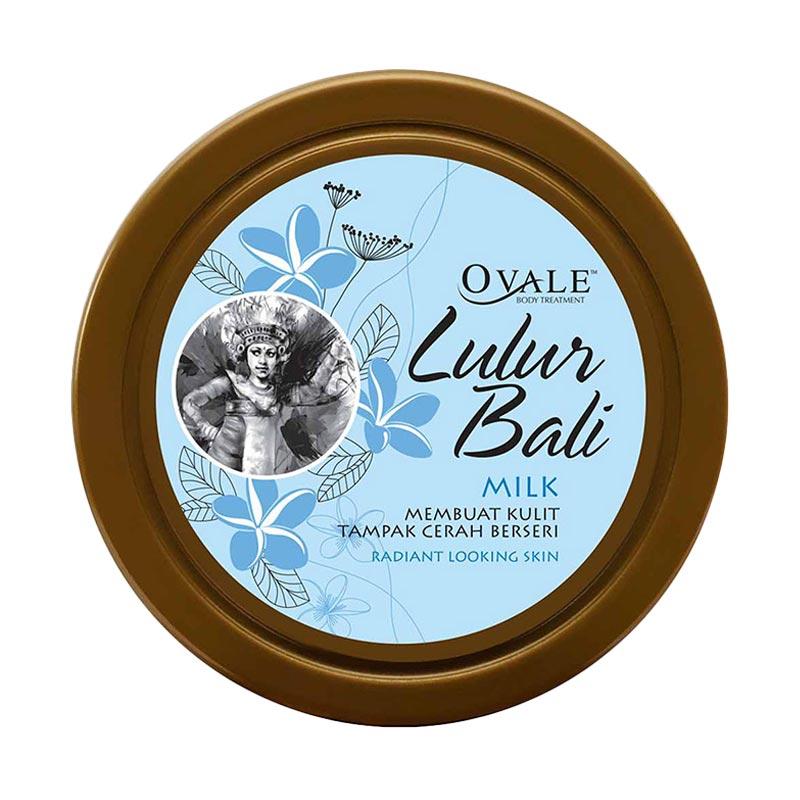 OVALE™
BODY TREATMENT
Lulur
Bali
MILK
MEMBUAT KULIT
TAMPAK CERAH BERSERI
RADIANT LOOKING SKIN